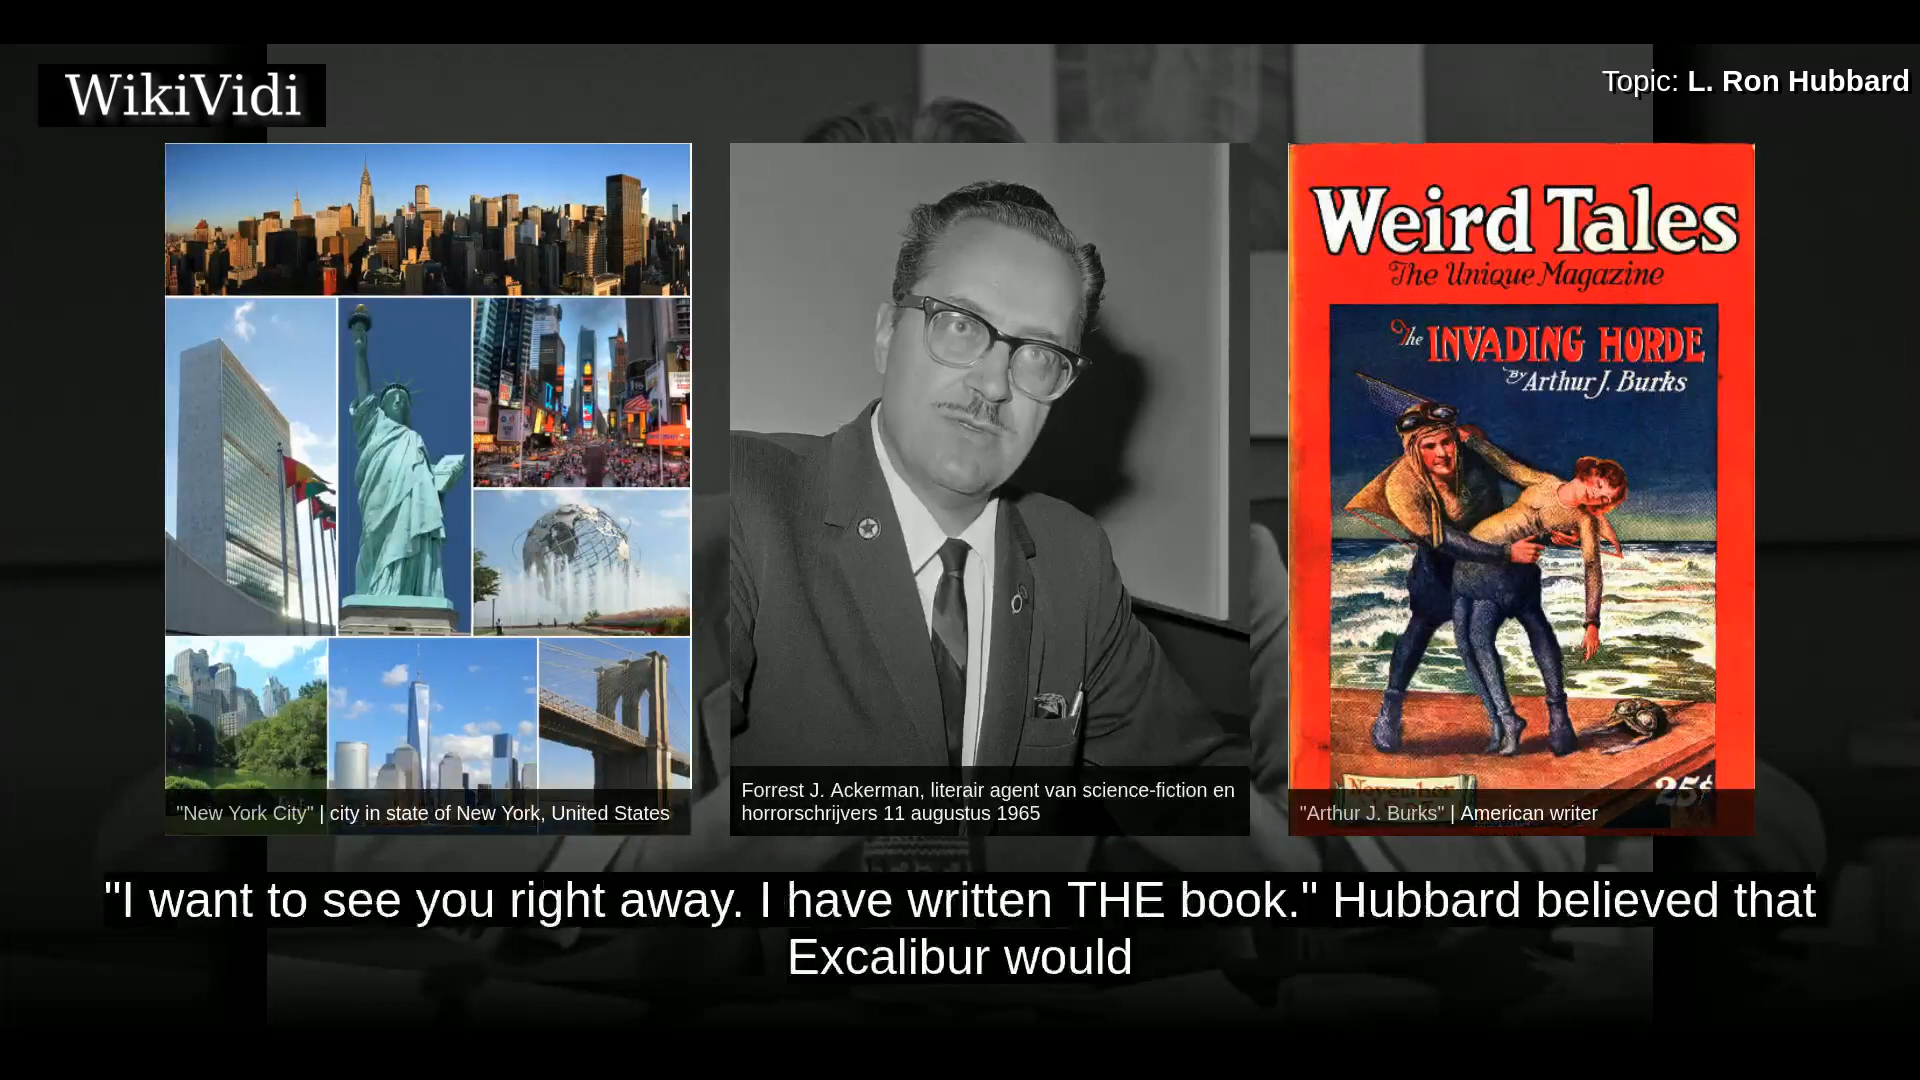 WikiVidi
Topic: L. Ron Hubbard
Weird Tales
The Unique Magazine
The INVADING HORDE
By Arthur J. Burks
November
25¢
"New York City" | city in state of New York, United States
Forrest J. Ackerman, literair agent van science-fiction en
horrorschrijvers 11 augustus 1965
"Arthur J. Burks" | American writer
"I want to see you right away. I have written THE book." Hubbard believed that
Excalibur would